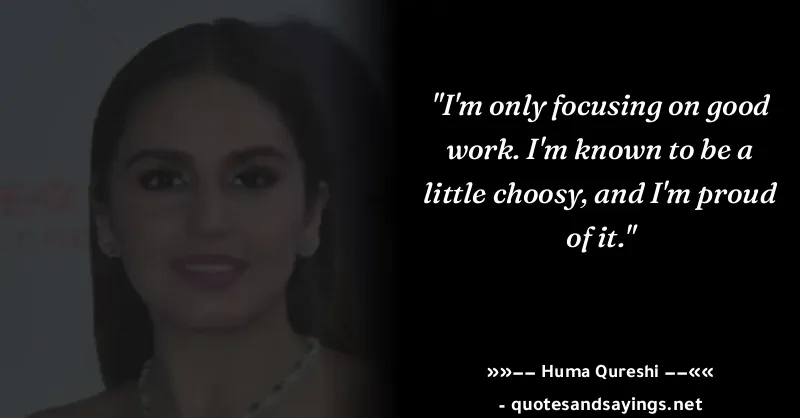 "I'm only focusing on good
work. I'm known to be a
little choosy, and I'm proud
of it."
»»−− Huma Qureshi −−««
- quotesandsayings.net